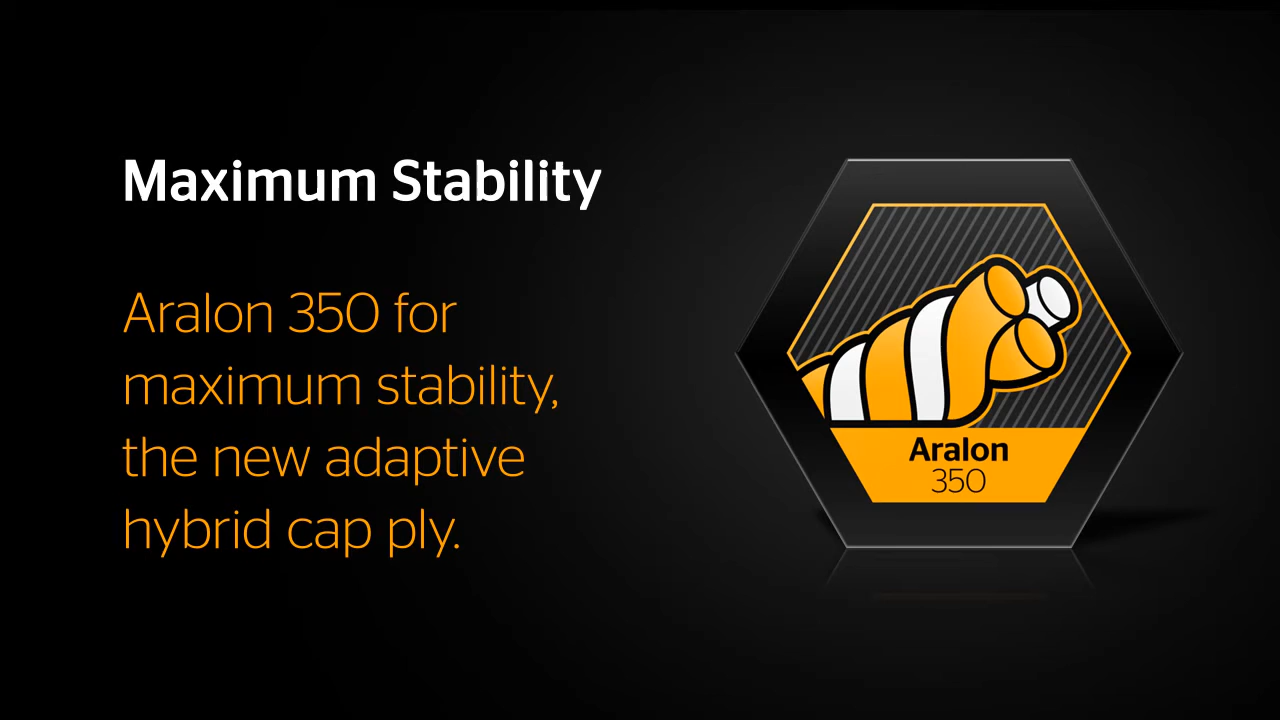 Maximum Stability
Aralon 350 for
maximum stability,
the new adaptive
hybrid cap ply.
Aralon
350